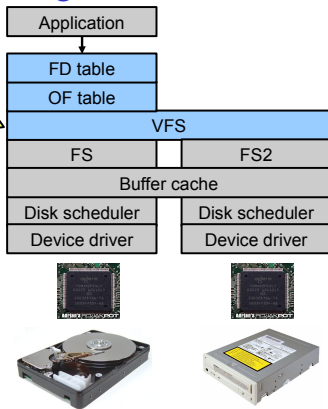 Application
FD table
OF table
VFS
FS FS2
Buffer cache
Disk scheduler Disk scheduler
Device driver Device driver